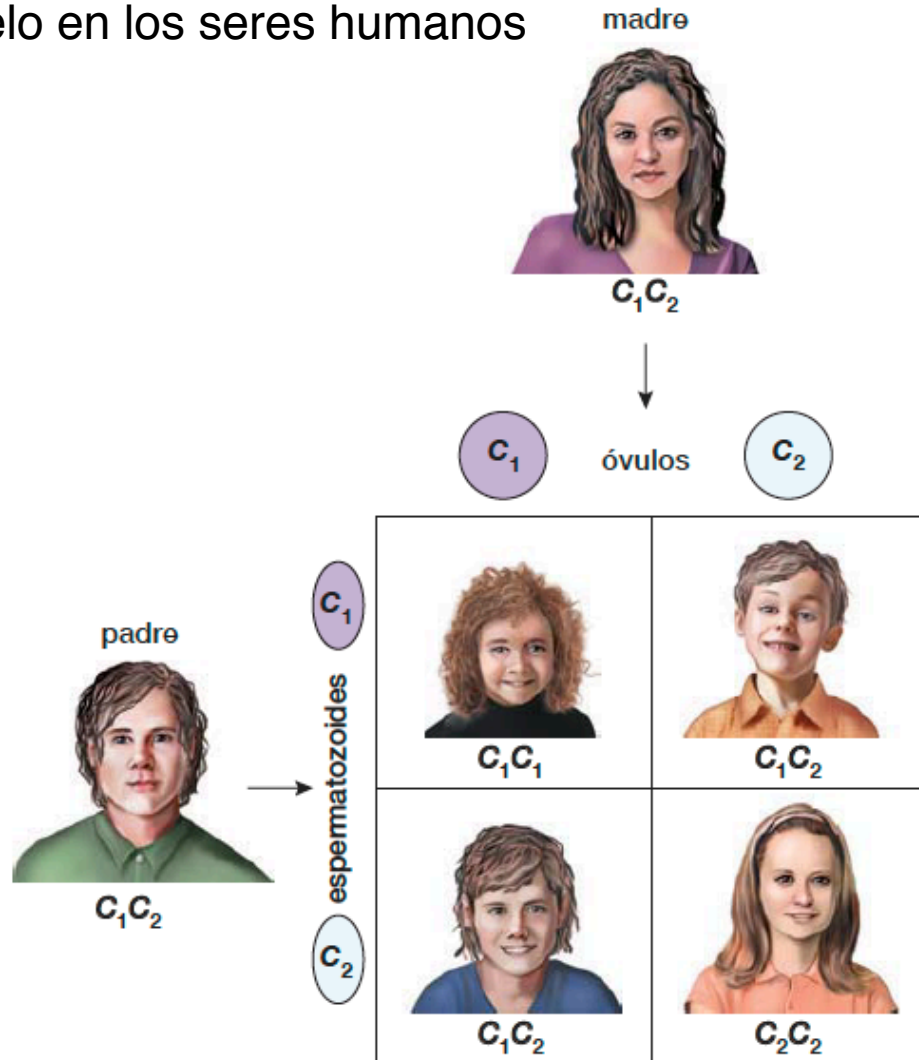 elo en los seres humanos
madre
C₁C₂
C₁ óvulos C₂
C₁
padre
espermatozoides
C₁C₁
C₁C₂
C₁C₂
C₂
C₁C₂
C₂C₂